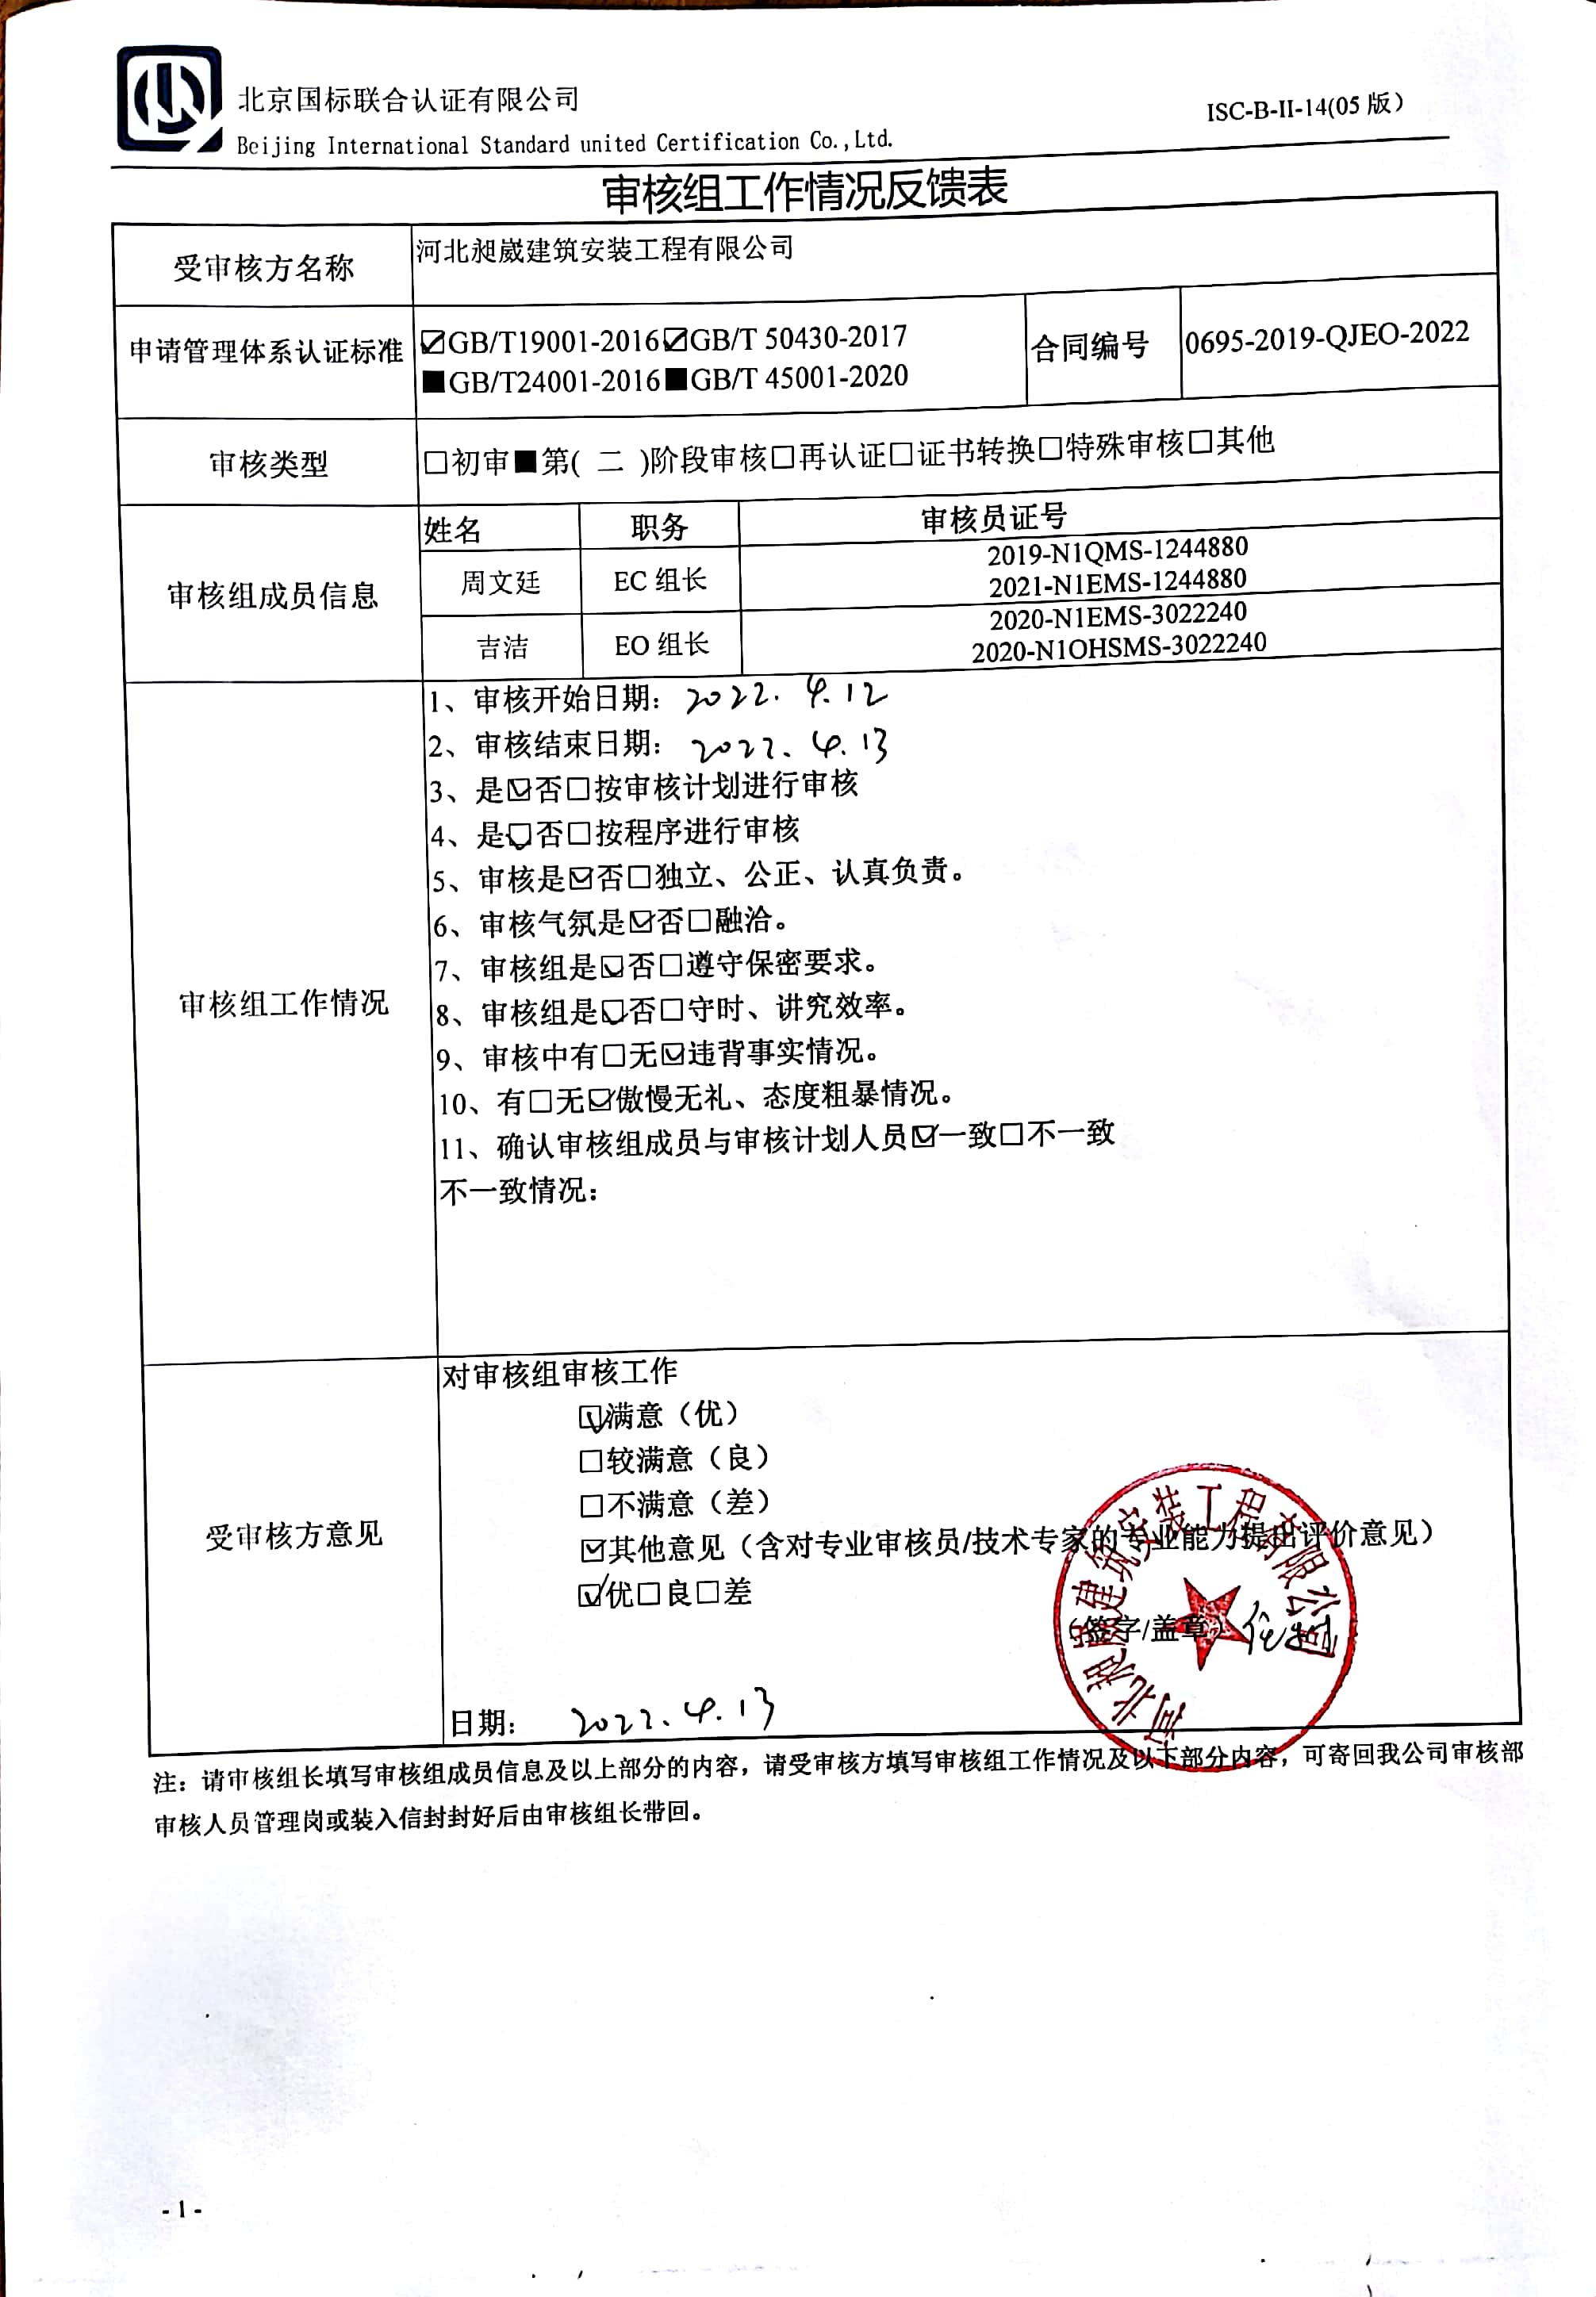 北京国标联合认证有限公司
Beijing International Standard united Certification Co.,Ltd.
ISC-B-II-14(05 版)
审核组工作情况反馈表
受审核方名称
河北昶崴建筑安装工程有限公司
申请管理体系认证标准
☑GB/T19001-2016☑GB/T 50430-2017
■GB/T24001-2016■GB/T 45001-2020
合同编号
0695-2019-QJEO-2022
审核类型
□初审■第( 二 )阶段审核□再认证□证书转换□特殊审核□其他
审核组成员信息
姓名 职务 审核员证号
周文廷 EC 组长 2019-N1QMS-1244880
2021-N1EMS-1244880
吉洁 EO 组长 2020-N1EMS-3022240
2020-N1OHSMS-3022240
审核组工作情况
1、审核开始日期： 2022.4.12
2、审核结束日期： 2022.4.13
3、是☑否□按审核计划进行审核
4、是☑否□按程序进行审核
5、审核是☑否□独立、公正、认真负责。
6、审核气氛是☑否□融洽。
7、审核组是☑否□遵守保密要求。
8、审核组是☑否□守时、讲究效率。
9、审核中有□无☑违背事实情况。
10、有□无☑傲慢无礼、态度粗暴情况。
11、确认审核组成员与审核计划人员☑一致□不一致
不一致情况：
受审核方意见
对审核组审核工作
☑满意（优）
□较满意（良）
□不满意（差）
☑其他意见（含对专业审核员/技术专家的专业能力提出评价意见）
☑优□良□差
（签字/盖章）
河北昶崴建筑安装工程有限公司
日期： 2022.4.13
注：请审核组长填写审核组成员信息及以上部分的内容，请受审核方填写审核组工作情况及以下部分内容，可寄回我公司审核部
审核人员管理岗或装入信封封好后由审核组长带回。
- 1 -